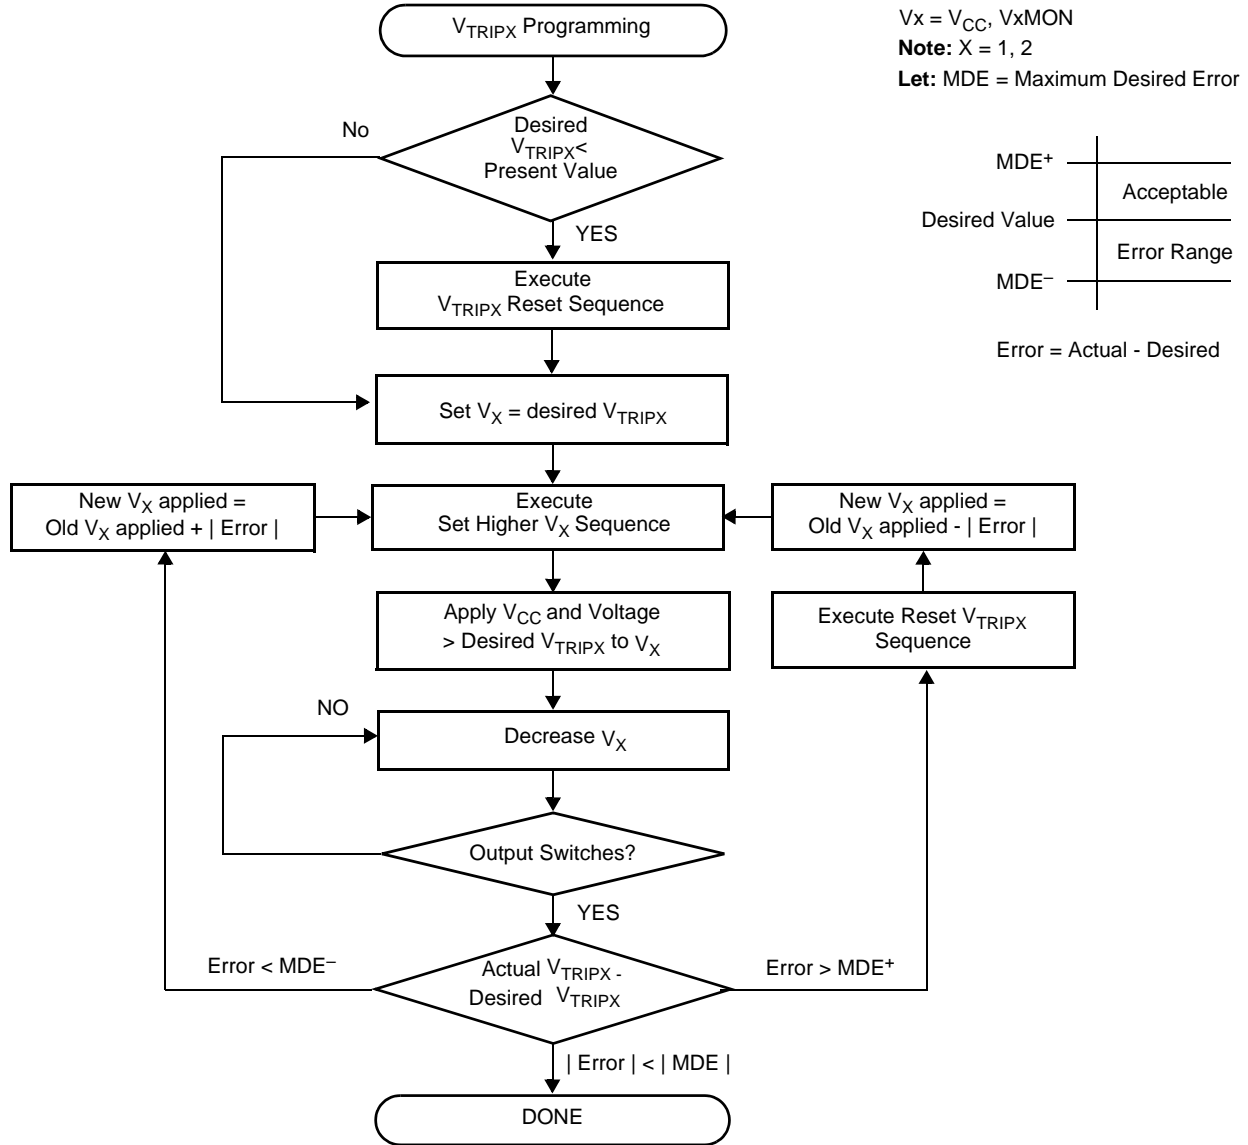 V_TRIPX Programming
Vx = V_CC, VxMON
Note: X = 1, 2
Let: MDE = Maximum Desired Error
No
Desired
V_TRIPX<
Present Value
YES
MDE⁺
Acceptable
Desired Value
Error Range
MDE⁻
Error = Actual - Desired
Execute
V_TRIPX Reset Sequence
Set V_X = desired V_TRIPX
New V_X applied =
Old V_X applied + | Error |
Execute
Set Higher V_X Sequence
New V_X applied =
Old V_X applied - | Error |
Apply V_CC and Voltage
> Desired V_TRIPX to V_X
Execute Reset V_TRIPX
Sequence
NO
Decrease V_X
Output Switches?
YES
Error < MDE⁻
Actual V_TRIPX -
Desired V_TRIPX
Error > MDE⁺
| Error | < | MDE |
DONE